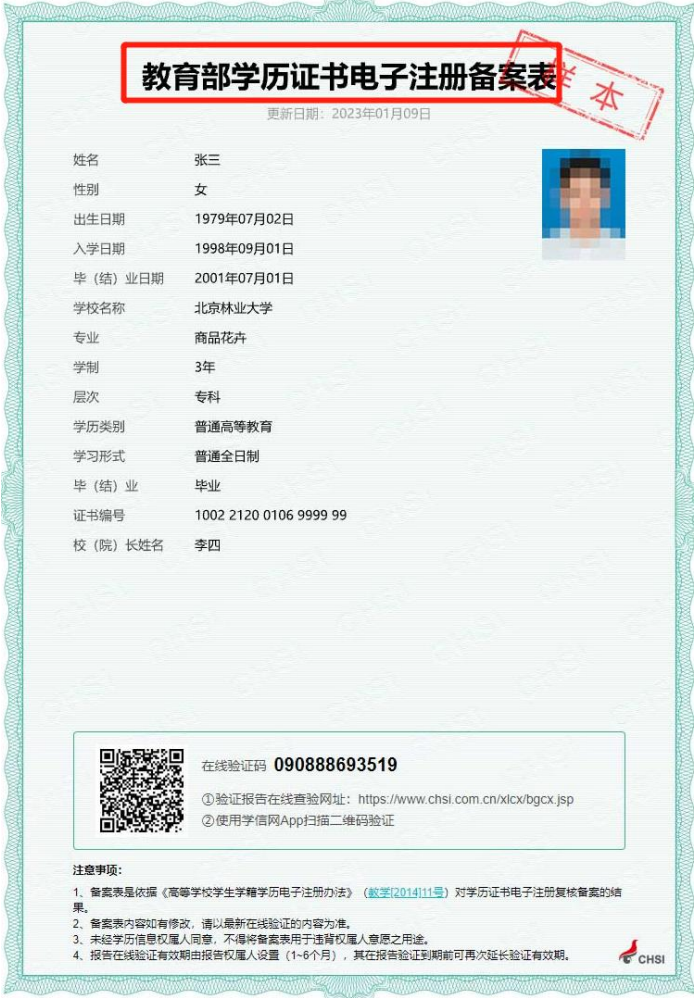 教育部学历证书电子注册备案表
样本
更新日期：2023年01月09日
姓名 张三
性别 女
出生日期 1979年07月02日
入学日期 1998年09月01日
毕（结）业日期 2001年07月01日
学校名称 北京林业大学
专业 商品花卉
学制 3年
层次 专科
学历类别 普通高等教育
学习形式 普通全日制
毕（结）业 毕业
证书编号 1002 2120 0106 9999 99
校（院）长姓名 李四
在线验证码 090888693519
①验证报告在线查验网址：https://www.chsi.com.cn/xlcx/bgcx.jsp
②使用学信网App扫描二维码验证
注意事项：
1、备案表是依据《高等学校学生学籍学历电子注册办法》（教学[2014]11号）对学历证书电子注册复核备案的结
果。
2、备案表内容如有修改，请以最新在线验证的内容为准。
3、未经学历信息权属人同意，不得将备案表用于违背权属人意愿之用途。
4、报告在线验证有效期由报告权属人设置（1~6个月），其在报告验证到期前可再次延长验证有效期。
CHSI